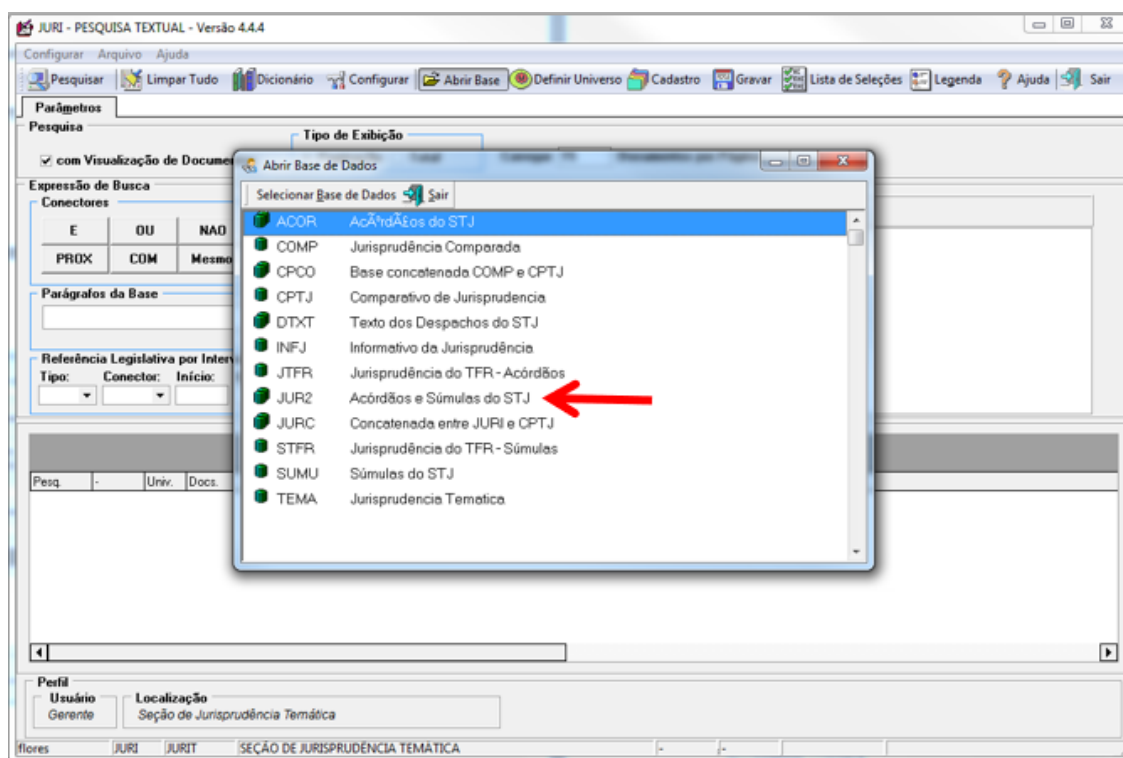 JURI - PESQUISA TEXTUAL - Versão 4.4.4
Configurar Arquivo Ajuda
Pesquisar Limpar Tudo Dicionário Configurar Abrir Base Definir Universo Cadastro Gravar Lista de Seleções Legenda Ajuda Sair
Parâmetros
Pesquisa
Tipo de Exibição
com Visualização de Docume
Abrir Base de Dados
Selecionar Base de Dados Sair
Expressão de Busca
Conectores
E OU NAO
PROX COM Mesmo
Parágrafos da Base
Referência Legislativa por Inter
Tipo: Conector: Início:
ACOR AcÃ³rdÃ£os do STJ
COMP Jurisprudência Comparada
CPCO Base concatenada COMP e CPTJ
CPTJ Comparativo de Jurisprudencia
DTXT Texto dos Despachos do STJ
INFJ Informativo da Jurisprudência
JTFR Jurisprudência do TFR - Acórdãos
JUR2 Acórdãos e Súmulas do STJ
JURC Concatenada entre JURI e CPTJ
STFR Jurisprudência do TFR - Súmulas
SUMU Súmulas do STJ
TEMA Jurisprudencia Tematica
Pesq. - Univ. Docs.
Perfil
Usuário Localização
Gerente Seção de Jurisprudência Temática
flores JURI JURIT SEÇÃO DE JURISPRUDÊNCIA TEMÁTICA - -